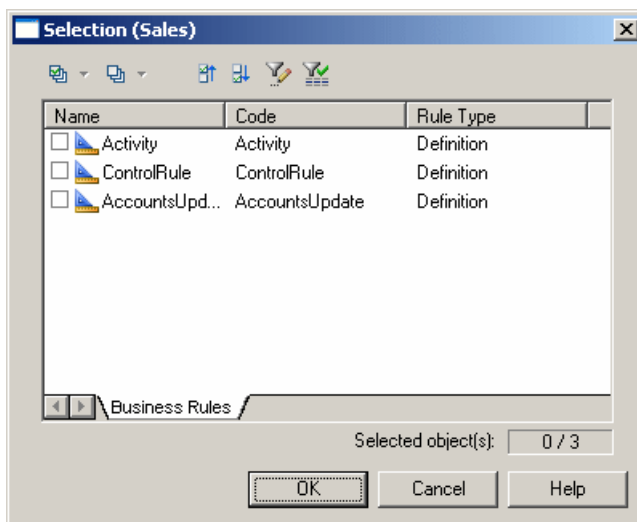 Selection (Sales)
Name Code Rule Type
Activity Activity Definition
ControlRule ControlRule Definition
AccountsUpd... AccountsUpdate Definition
Business Rules
Selected object(s): 0 / 3
OK Cancel Help